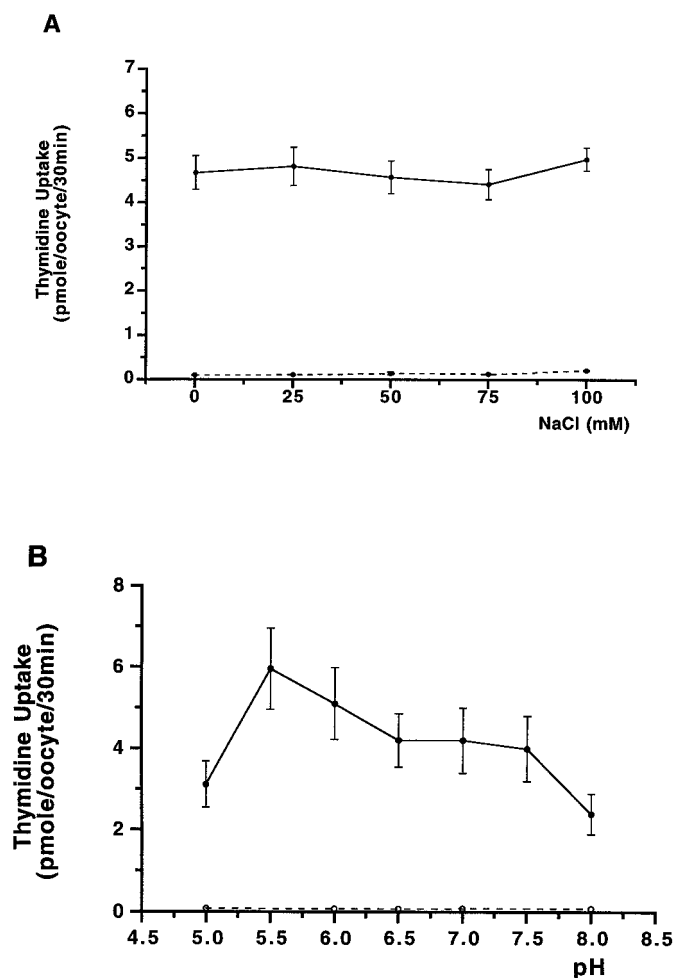 A
Thymidine Uptake
(pmole/oocyte/30min)
7
6
5
4
3
2
1
0
0 25 50 75 100
NaCl (mM)
B
Thymidine Uptake
(pmole/oocyte/30min)
8
6
4
2
0
4.5 5.0 5.5 6.0 6.5 7.0 7.5 8.0 8.5
pH